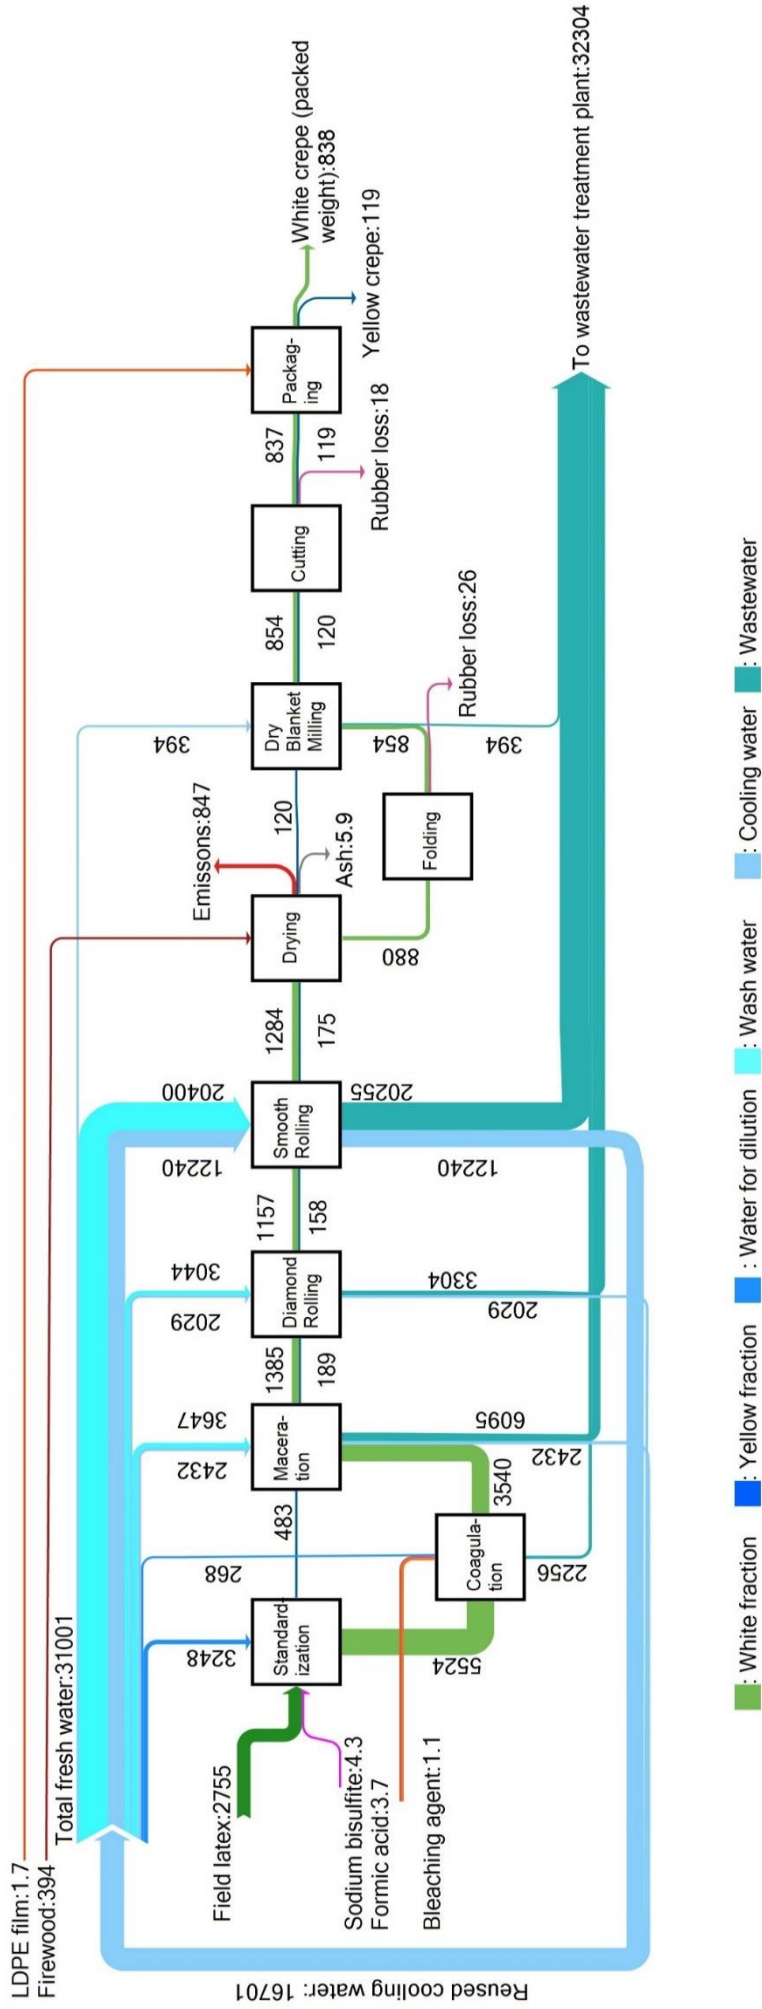 LDPE film:1.7
Firewood:394
Total fresh water:31001
Reused cooling water: 16701
Field latex:2755
Sodium bisulfite:4.3
Formic acid:3.7
Bleaching agent:1.1
3248
268
2432
3647
2029
3044
12240
20400
394
Standard-
ization
483
Macera-
tion
1385
189
Diamond
Rolling
1157
158
Smooth
Rolling
1284
175
Drying
Emissons:847
Ash:5.9
120
Dry
Blanket
Milling
854
120
Cutting
837
119
Packag-
ing
White crepe (packed
weight):838
Yellow crepe:119
Rubber loss:18
5524
Coagula-
tion
3540
2256
2432
6095
2029
3304
12240
20255
880
Folding
854
394
Rubber loss:26
To wastewater treatment plant:32304
: White fraction
: Yellow fraction
: Water for dilution
: Wash water
: Cooling water
: Wastewater